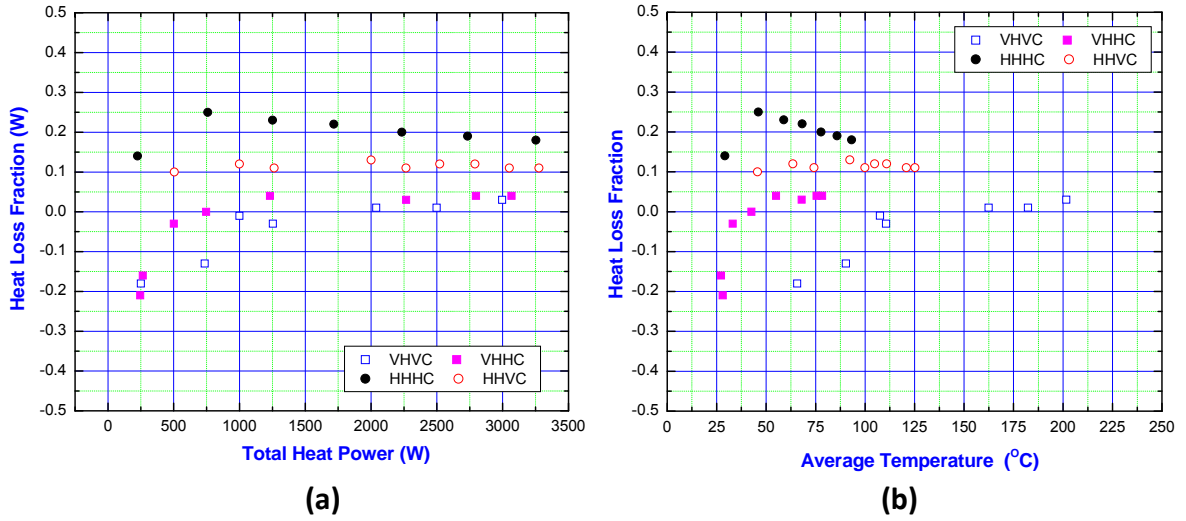 0.5
0.4
0.3
0.2
0.1
0.0
-0.1
-0.2
-0.3
-0.4
-0.5
Heat Loss Fraction (W)
VHVC VHHC
HHHC HHVC
0 500 1000 1500 2000 2500 3000 3500
Total Heat Power (W)
(a)
0.5
0.4
0.3
0.2
0.1
0.0
-0.1
-0.2
-0.3
-0.4
-0.5
Heat Loss Fraction
VHVC VHHC
HHHC HHVC
0 25 50 75 100 125 150 175 200 225 250
Average Temperature (°C)
(b)